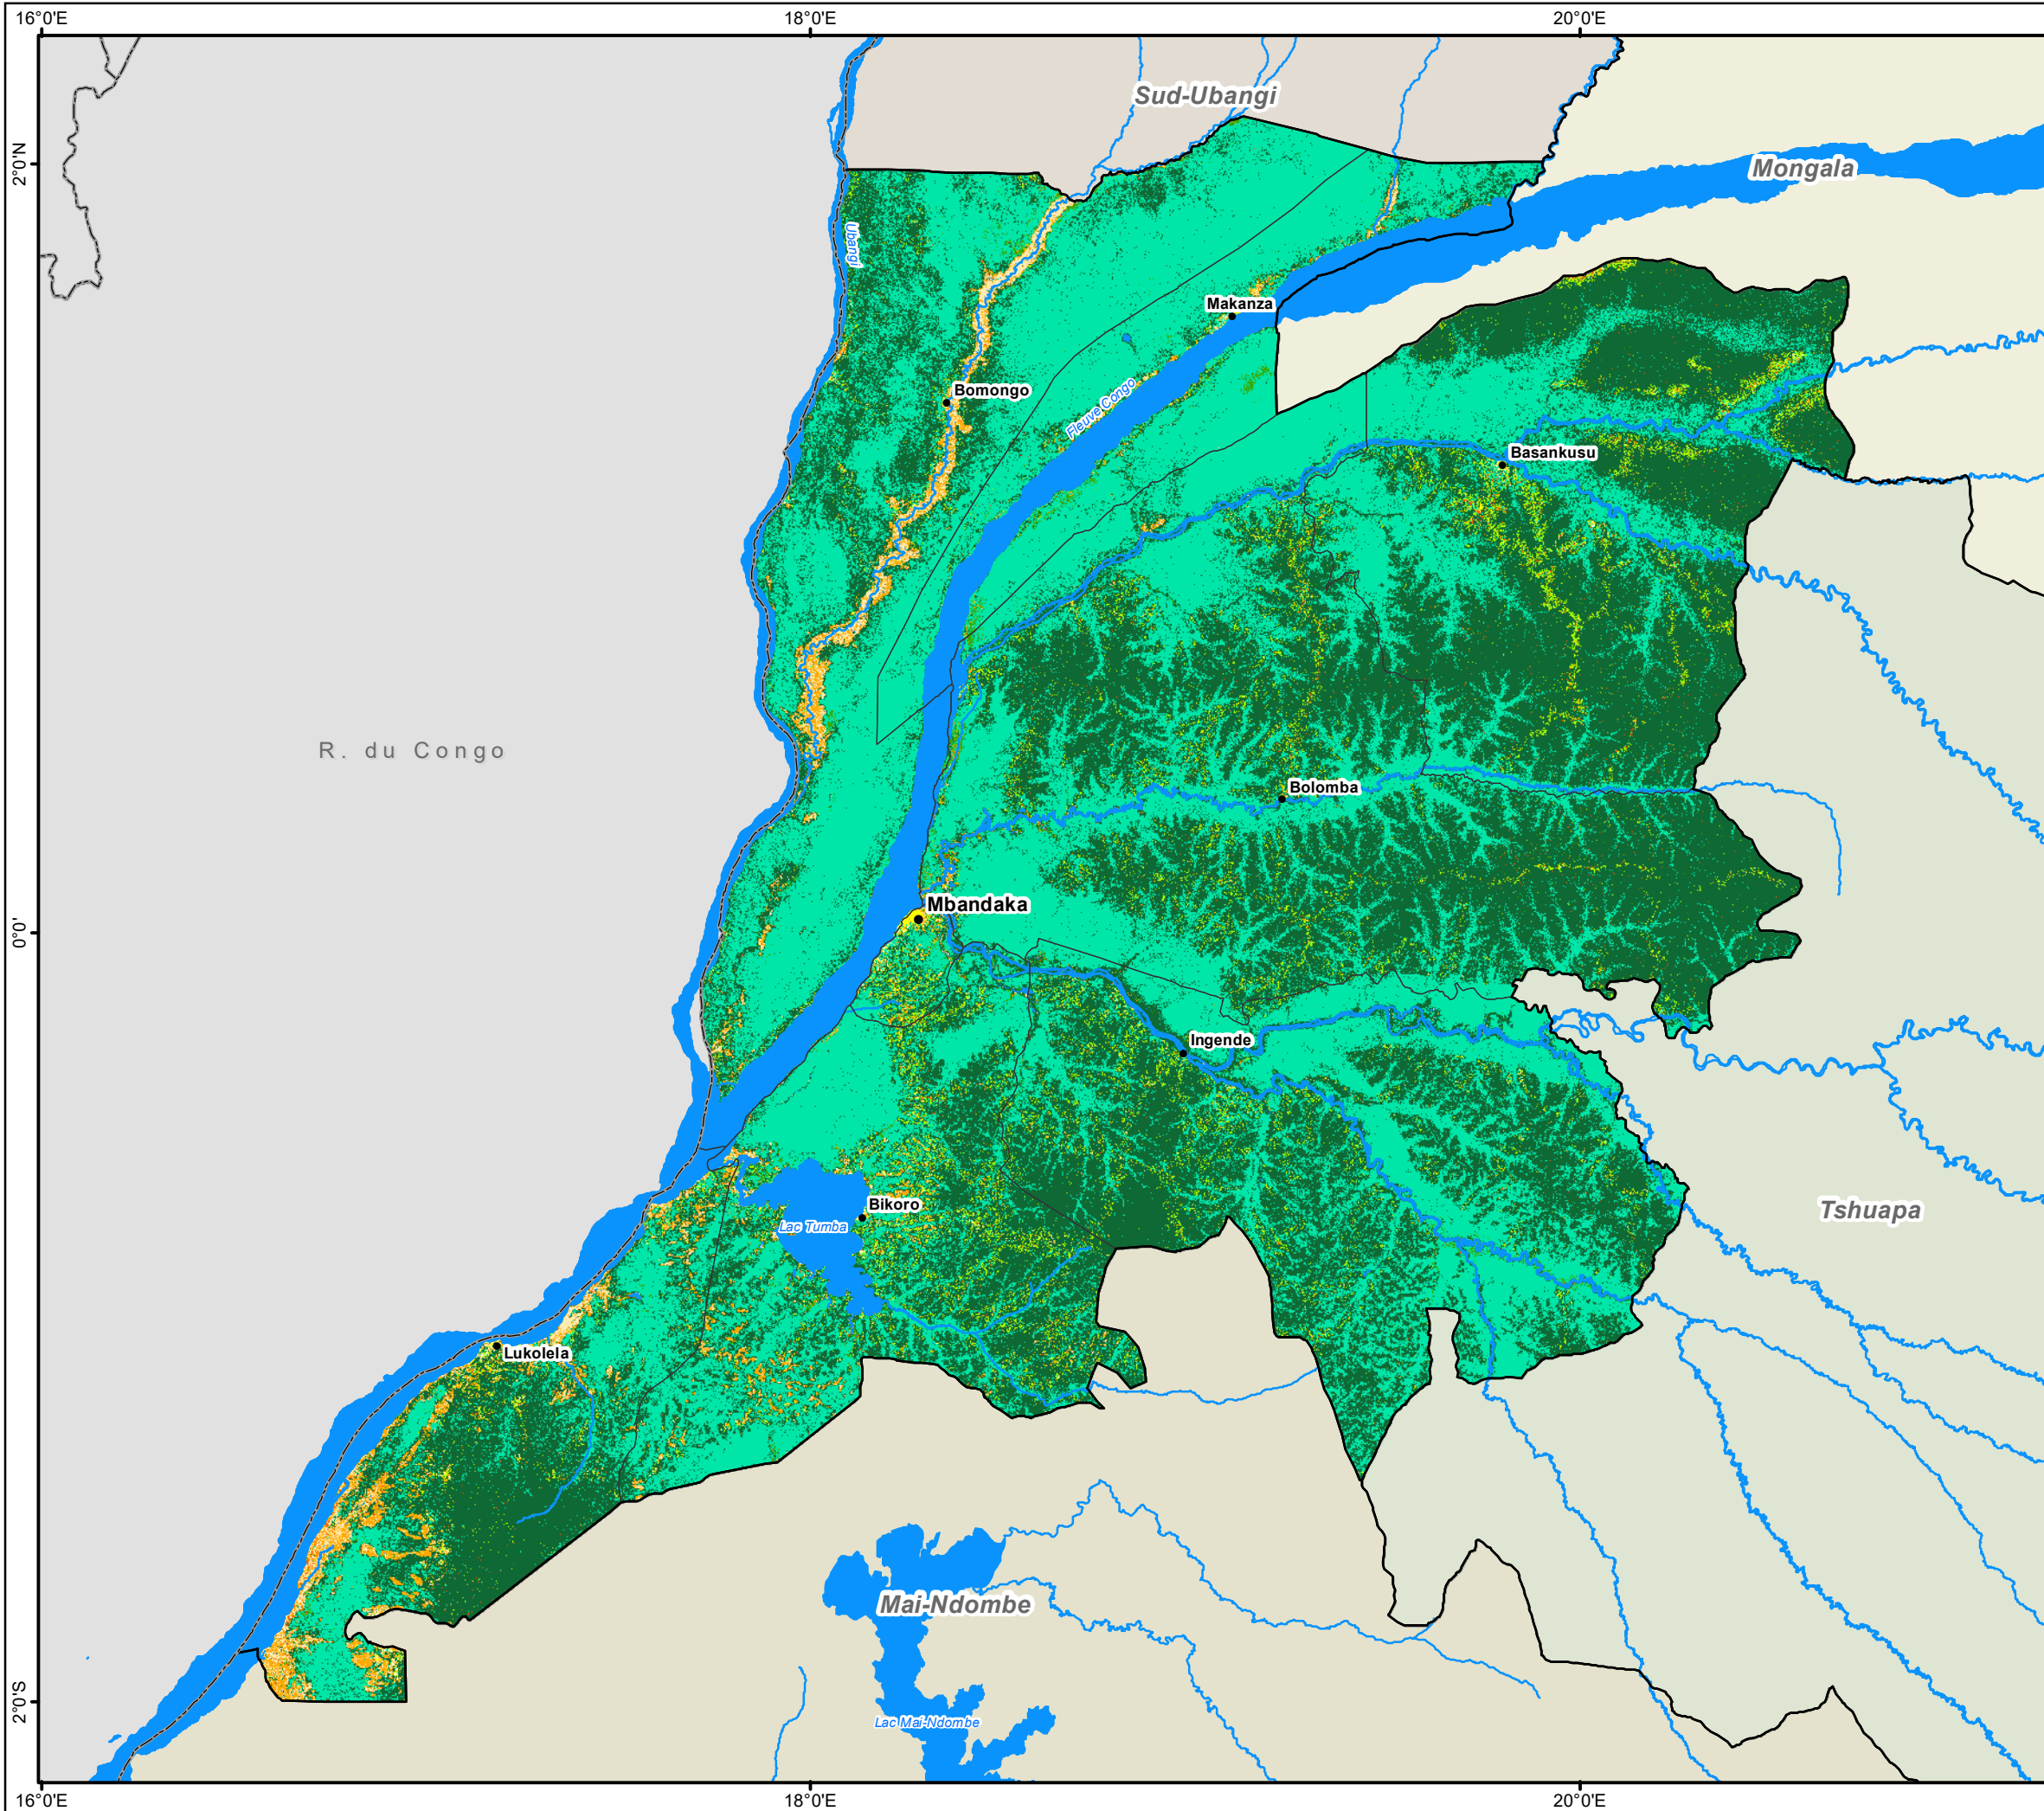 16°0'E
18°0'E
20°0'E
Sud-Ubangi
2°0'N
Mongala
Ubangi
Makanza
Bomongo
Fleuve Congo
Basankusu
R. du Congo
Bolomba
Mbandaka
0°0'
Ingende
Bikoro
Tshuapa
Lac Tumba
Lukolela
Mai-Ndombe
2°0'S
Lac Mai-Ndombe
16°0'E
18°0'E
20°0'E